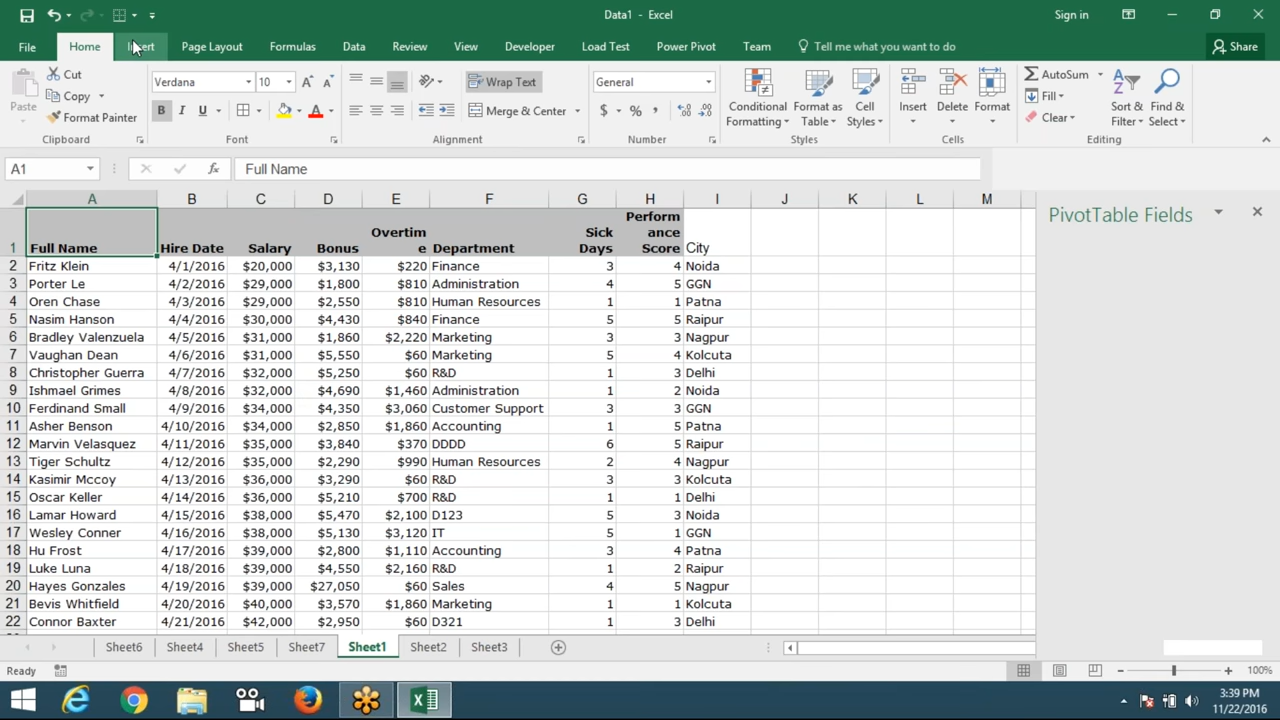 Data1 - Excel
Sign in
File Home Insert Page Layout Formulas Data Review View Developer Load Test Power Pivot Team Tell me what you want to do Share
Paste
Cut
Copy
Format Painter
Clipboard
Verdana 10
B I U
Font
Wrap Text
Merge & Center
Alignment
General
$ % ,
Number
Conditional Formatting
Format as Table
Cell Styles
Styles
Insert Delete Format
Cells
AutoSum
Fill
Clear
Sort & Filter
Find & Select
Editing
A1 fx Full Name
A B C D E F G H I J K L M
PivotTable Fields
1 Full Name Hire Date Salary Bonus Overtime Department Sick Days Performance Score City
2 Fritz Klein 4/1/2016 $20,000 $3,130 $220 Finance 3 4 Noida
3 Porter Le 4/2/2016 $29,000 $1,800 $810 Administration 4 5 GGN
4 Oren Chase 4/3/2016 $29,000 $2,550 $810 Human Resources 1 1 Patna
5 Nasim Hanson 4/4/2016 $30,000 $4,430 $840 Finance 5 5 Raipur
6 Bradley Valenzuela 4/5/2016 $31,000 $1,860 $2,220 Marketing 3 3 Nagpur
7 Vaughan Dean 4/6/2016 $31,000 $5,550 $60 Marketing 5 4 Kolcuta
8 Christopher Guerra 4/7/2016 $32,000 $5,250 $60 R&D 1 3 Delhi
9 Ishmael Grimes 4/8/2016 $32,000 $4,690 $1,460 Administration 1 2 Noida
10 Ferdinand Small 4/9/2016 $34,000 $4,350 $3,060 Customer Support 3 3 GGN
11 Asher Benson 4/10/2016 $34,000 $2,850 $1,860 Accounting 1 5 Patna
12 Marvin Velasquez 4/11/2016 $35,000 $3,840 $370 DDDD 6 5 Raipur
13 Tiger Schultz 4/12/2016 $35,000 $2,290 $990 Human Resources 2 4 Nagpur
14 Kasimir Mccoy 4/13/2016 $36,000 $3,290 $60 R&D 3 3 Kolcuta
15 Oscar Keller 4/14/2016 $36,000 $5,210 $700 R&D 1 1 Delhi
16 Lamar Howard 4/15/2016 $38,000 $5,470 $2,100 D123 5 3 Noida
17 Wesley Conner 4/16/2016 $38,000 $5,130 $3,120 IT 5 1 GGN
18 Hu Frost 4/17/2016 $39,000 $2,800 $1,110 Accounting 3 4 Patna
19 Luke Luna 4/18/2016 $39,000 $4,550 $2,160 R&D 1 2 Raipur
20 Hayes Gonzales 4/19/2016 $39,000 $27,050 $60 Sales 4 5 Nagpur
21 Bevis Whitfield 4/20/2016 $40,000 $3,570 $1,860 Marketing 1 1 Kolcuta
22 Connor Baxter 4/21/2016 $42,000 $2,950 $60 D321 1 3 Delhi
Sheet6 Sheet4 Sheet5 Sheet7 Sheet1 Sheet2 Sheet3
Ready
100%
3:39 PM
11/22/2016